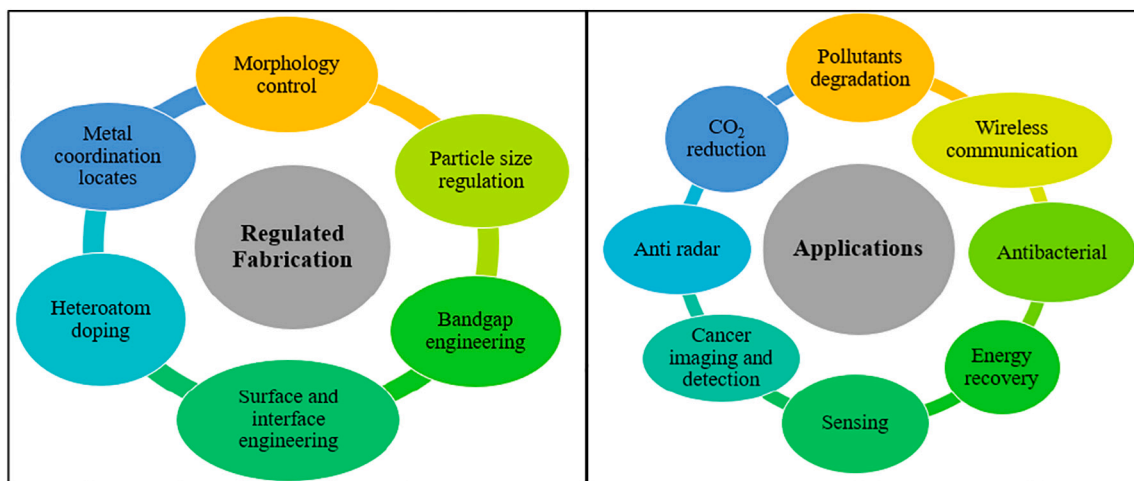 Morphology
control
Particle size
regulation
Bandgap
engineering
Surface and
interface
engineering
Heteroatom
doping
Metal
coordination
locates
Regulated
Fabrication
Pollutants
degradation
Wireless
communication
Antibacterial
Energy
recovery
Sensing
Cancer
imaging and
detection
Anti radar
CO₂
reduction
Applications